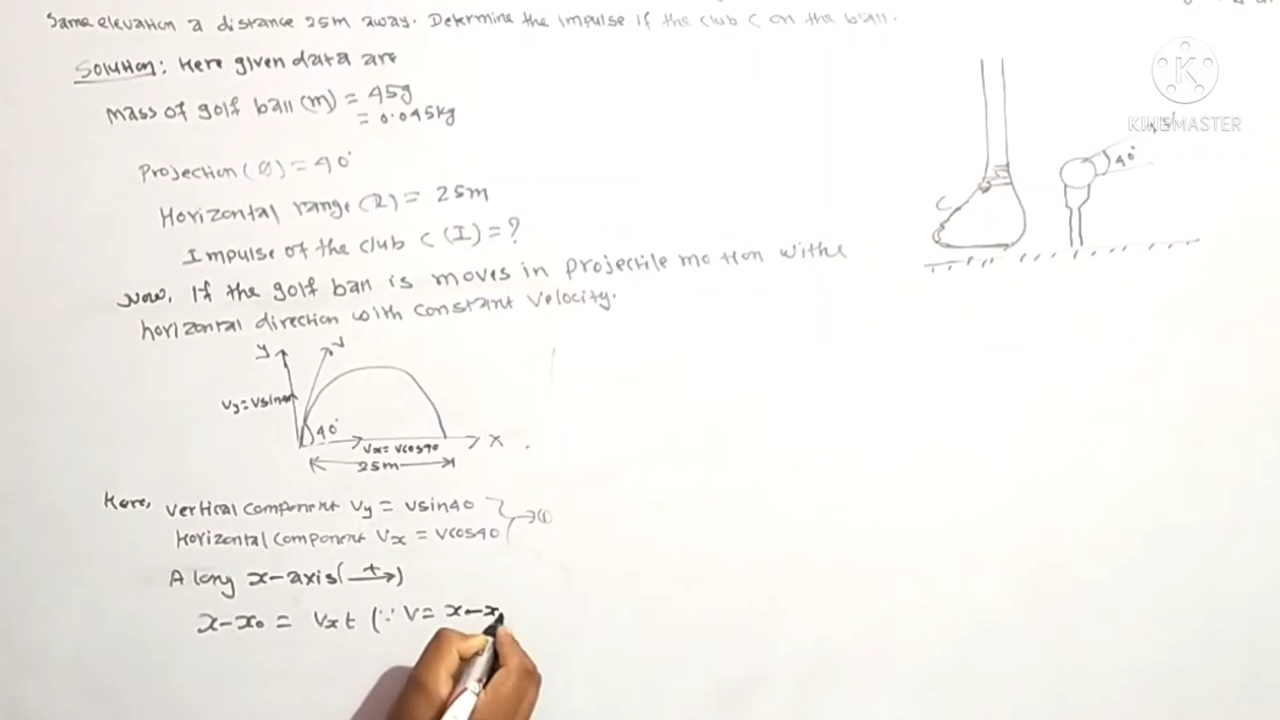 Same elevation a distance 25m away. Determine the impulse if the club C on the ball.
Solution: Here given data are
Mass of golf ball (m) = 45g
= 0.045kg
Projection (θ) = 40°
Horizontal range (R) = 25m
Impulse of the club C (I) = ?
Now, If the golf ball is moves in projectile motion with
horizontal direction with constant velocity.
y
v
Vy = Vsin40
40°
Vx = Vcos40
x
25m
Here, vertical component Vy = Vsin40
Horizontal component Vx = Vcos40
→①
Along x-axis (+→)
x-x₀ = Vxt (∵ V = x-x
C
40°
K
KINEMASTER